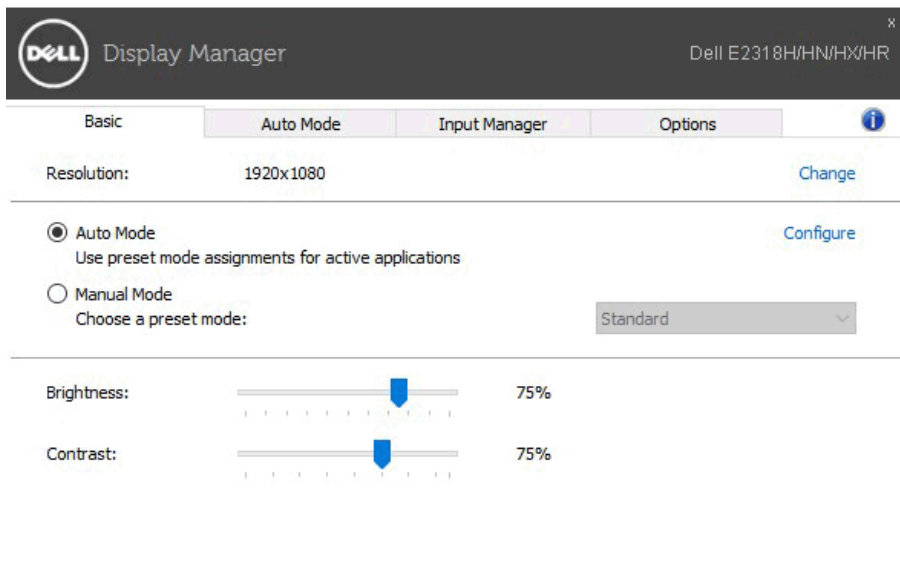 x
DELL Display Manager Dell E2318H/HN/HX/HR
Basic Auto Mode Input Manager Options i
Resolution: 1920x1080 Change
Auto Mode Configure
Use preset mode assignments for active applications
Manual Mode
Choose a preset mode: Standard
Brightness: 75%
Contrast: 75%